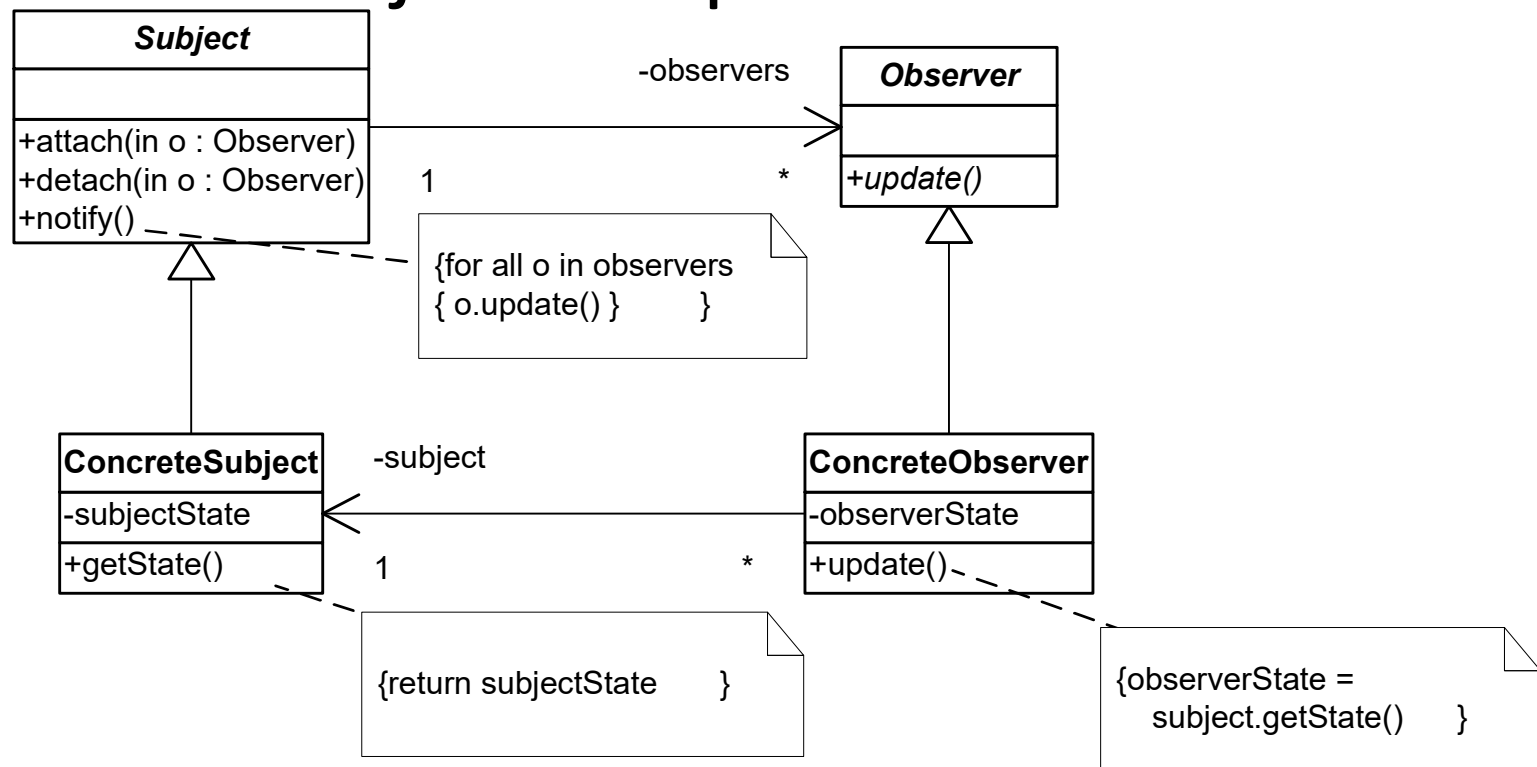 Subject
+attach(in o : Observer)
+detach(in o : Observer)
+notify()
-observers
1
*
Observer
+update()
{for all o in observers
{ o.update() } }
ConcreteSubject
-subjectState
+getState()
-subject
1
*
ConcreteObserver
-observerState
+update()
{return subjectState }
{observerState =
subject.getState() }